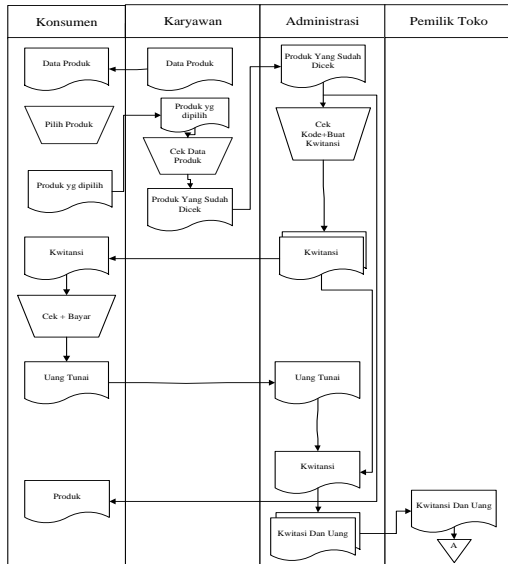 Konsumen
Karyawan
Administrasi
Pemilik Toko
Data Produk
Data Produk
Produk Yang Sudah
Dicek
Pilih Produk
Produk yg
dipilih
Cek
Kode+Buat
Kwitansi
Cek Data
Produk
Produk yg dipilih
Produk Yang Sudah
Dicek
Kwitansi
Kwitansi
Cek + Bayar
Uang Tunai
Uang Tunai
Kwitansi
Produk
Kwitansi Dan Uang
Kwitasi Dan Uang
A